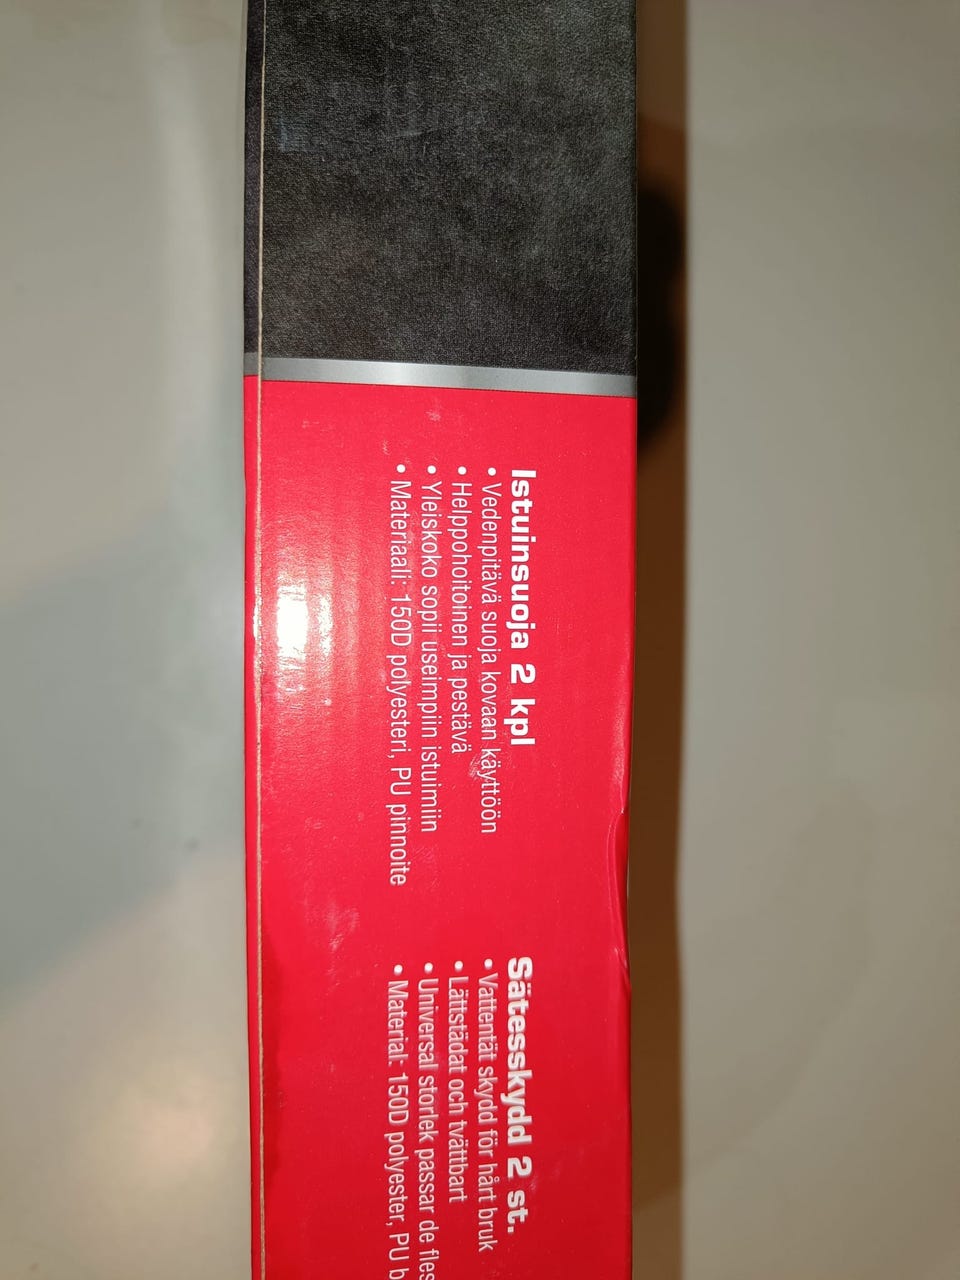 Istuinsuoja 2 kpl
• Vedenpitävä suoja kovaan käyttöön
• Helppohoitoinen ja pestävä
• Yleiskoko sopii useimpiin istuimiin
• Materiaali: 150D polyesteri, PU pinnoite
Sätesskydd 2 st.
• Vattentät skydd för hårt bruk
• Lättstädat och tvättbart
• Universal storlek passar de
• Material: 150D polyester, PU